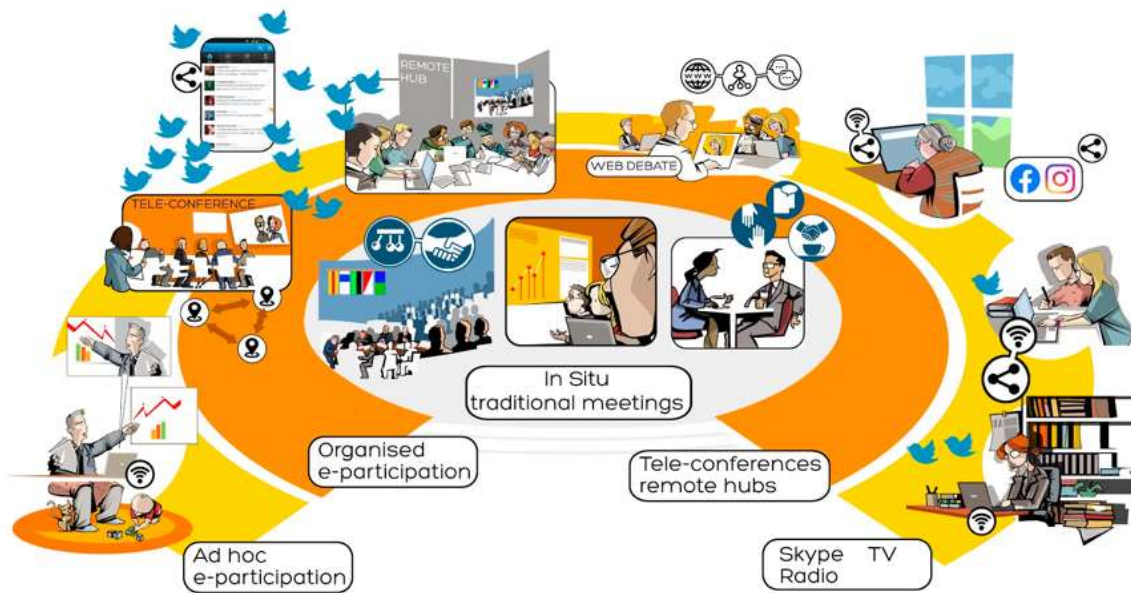 REMOTE
HUB
WWW
WEB DEBATE
TELE-CONFERENCE
In Situ
traditional meetings
Organised
e-participation
Tele-conferences
remote hubs
Ad hoc
e-participation
Skype TV
Radio